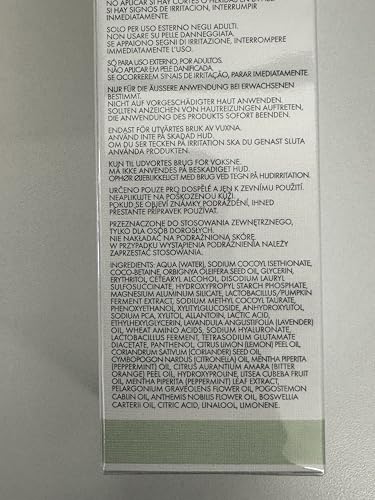 NO APLICAR SI HAY CORTES O HERIDAS EN
SI HAY SIGNOS DE IRRITACION, INTERRUMPIR
INMEDIATAMENTE.
SOLO PER USO ESTERNO NEGLI ADULTI.
NON USARE SU PELLE DANNEGGIATA.
SE APPAIONO SEGNI DI IRRITAZIONE, INTERROMPERE
IMMEDIATAMENTE L'USO.
SÓ PARA USO EXTERNO, POR ADULTOS.
NÃO APLICAR EM PELE DANIFICADA.
SE OCORREREM SINAIS DE IRRITAÇÃO, PARAR IMEDIATAMENTE.
NUR FÜR DIE ÄUSSERE ANWENDUNG BEI ERWACHSENEN
BESTIMMT.
NICHT AUF VORGESCHÄDIGTER HAUT ANWENDEN.
SOLLTEN ANZEICHEN VON HAUTREIZUNGEN AUFTRETEN,
DIE ANWENDUNG DES PRODUKTS SOFORT BEENDEN.
ENDAST FÖR UTVÄRTES BRUK AV VUXNA.
ANVÄND INTE PÅ SKADAD HUD.
OM DU SER TECKEN PÅ IRRITATION SKA DU GENAST SLUTA
ANVÄNDA PRODUKTEN.
KUN TIL UDVORTES BRUG FOR VOKSNE.
MÅ IKKE ANVENDES PÅ BESKADIGET HUD.
OPHØR ØJEBLIKKELIGT MED BRUG VED TEGN PÅ HUDIRRITATION.
URČENO POUZE PRO DOSPĚLÉ A JEN K ZEVNÍMU POUŽITÍ.
NEAPLIKUJTE NA POŠKOZENOU KŮŽI.
POKUD SE OBJEVÍ ZNÁMKY PODRÁŽDĚNÍ, IHNED
PŘESTAŇTE PŘÍPRAVEK POUŽÍVAT.
PRZEZNACZONE DO STOSOWANIA ZEWNĘTRZNEGO,
TYLKO DLA OSÓB DOROSŁYCH.
NIE NAKŁADAĆ NA PODRAŻNIONĄ SKÓRĘ.
W PRZYPADKU WYSTĄPIENIA PODRAŻNIENIA NALEŻY
ZAPRZESTAĆ STOSOWANIA.
INGREDIENTS: AQUA (WATER), SODIUM COCOYL ISETHIONATE,
COCO-BETAINE, ORBIGNYA OLEIFERA SEED OIL, GLYCERIN,
ERYTHRITOL, CETEARYL ALCOHOL, DISODIUM LAURYL
SULFOSUCCINATE, HYDROXYPROPYL STARCH PHOSPHATE,
MAGNESIUM ALUMINUM SILICATE, LACTOBACILLUS/PUMPKIN
FERMENT EXTRACT, SODIUM METHYL COCOYL TAURATE,
PHENOXYETHANOL, XYLITYLGLUCOSIDE, ANHYDROXYLITOL,
SODIUM PCA, XYLITOL, ALLANTOIN, LACTIC ACID,
ETHYLHEXYLGLYCERIN, LAVANDULA ANGUSTIFOLIA (LAVENDER)
OIL, WHEAT AMINO ACIDS, SODIUM HYALURONATE,
LACTOBACILLUS FERMENT, TETRASODIUM GLUTAMATE
DIACETATE, PANTHENOL, CITRUS LIMON (LEMON) PEEL OIL,
CORIANDRUM SATIVUM (CORIANDER) SEED OIL,
CYMBOPOGON NARDUS (CITRONELLA) OIL, MENTHA PIPERITA
(PEPPERMINT) OIL, CITRUS AURANTIUM AMARA (BITTER
ORANGE) PEEL OIL, HYDROXYPROLINE, LITSEA CUBEBA FRUIT
OIL, MENTHA PIPERITA (PEPPERMINT) LEAF EXTRACT,
PELARGONIUM GRAVEOLENS FLOWER OIL, POGOSTEMON
CABLIN OIL, ANTHEMIS NOBILIS FLOWER OIL, BOSWELLIA
CARTERII OIL, CITRIC ACID, LINALOOL, LIMONENE.